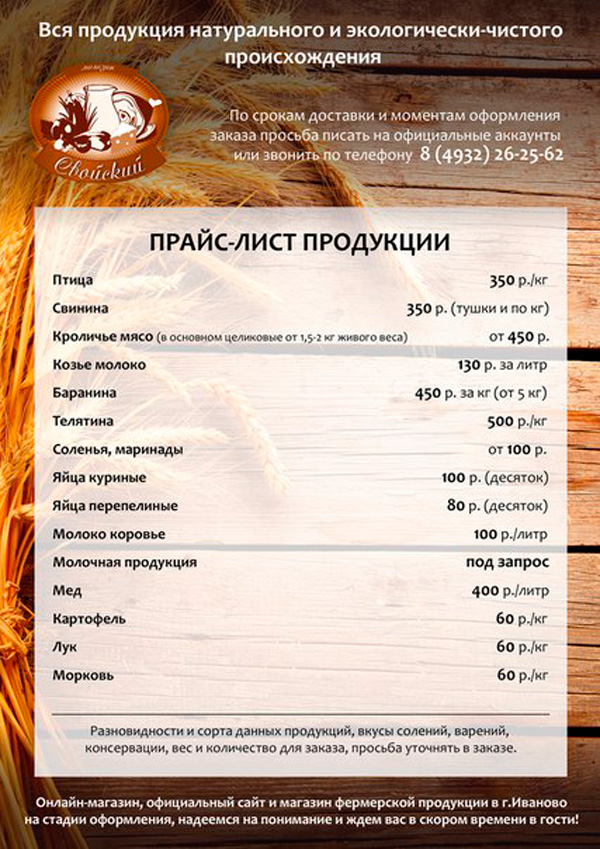 Вся продукция натурального и экологически-чистого
происхождения
Свойский
По срокам доставки и моментам оформления
заказа просьба писать на официальные аккаунты
или звонить по телефону 8 (4932) 26-25-62
ПРАЙС-ЛИСТ ПРОДУКЦИИ
Птица 350 р./кг
Свинина 350 р. (тушки и по кг)
Кроличье мясо (в основном целиковые от 1,5-2 кг живого веса) от 450 р.
Козье молоко 130 р. за литр
Баранина 450 р. за кг (от 5 кг)
Телятина 500 р./кг
Соленья, маринады от 100 р.
Яйца куриные 100 р. (десяток)
Яйца перепелиные 80 р. (десяток)
Молоко коровье 100 р./литр
Молочная продукция под запрос
Мед 400 р./литр
Картофель 60 р./кг
Лук 60 р./кг
Морковь 60 р./кг
Разновидности и сорта данных продукций, вкусы солений, варений,
консервации, вес и количество для заказа, просьба уточнять в заказе.
Онлайн-магазин, официальный сайт и магазин фермерской продукции в г.Иваново
на стадии оформления, надеемся на понимание и ждем вас в скором времени в гости!